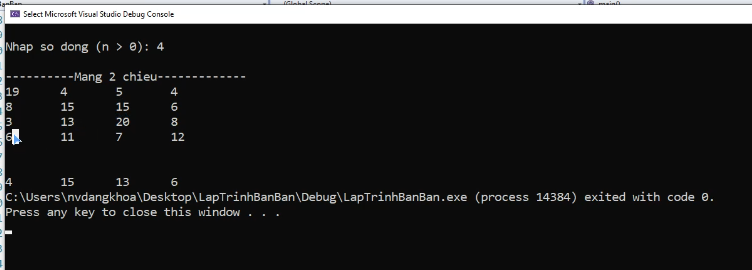 Select Microsoft Visual Studio Debug Console
Nhap so dong (n > 0): 4
----------Mang 2 chieu-------------
19 4 5 4
8 15 15 6
3 13 20 8
6 11 7 12
4 15 13 6
C:\Users\nvdangkhoa\Desktop\LapTrinhBanBan\Debug\LapTrinhBanBan.exe (process 14384) exited with code 0.
Press any key to close this window . . .